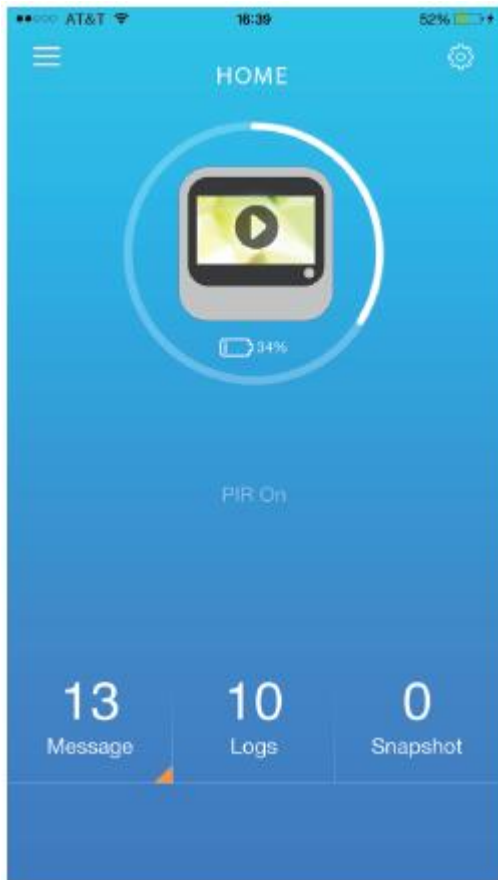 AT&T 16:39 52%
HOME
34%
PIR On
13 10 0
Message Logs Snapshot